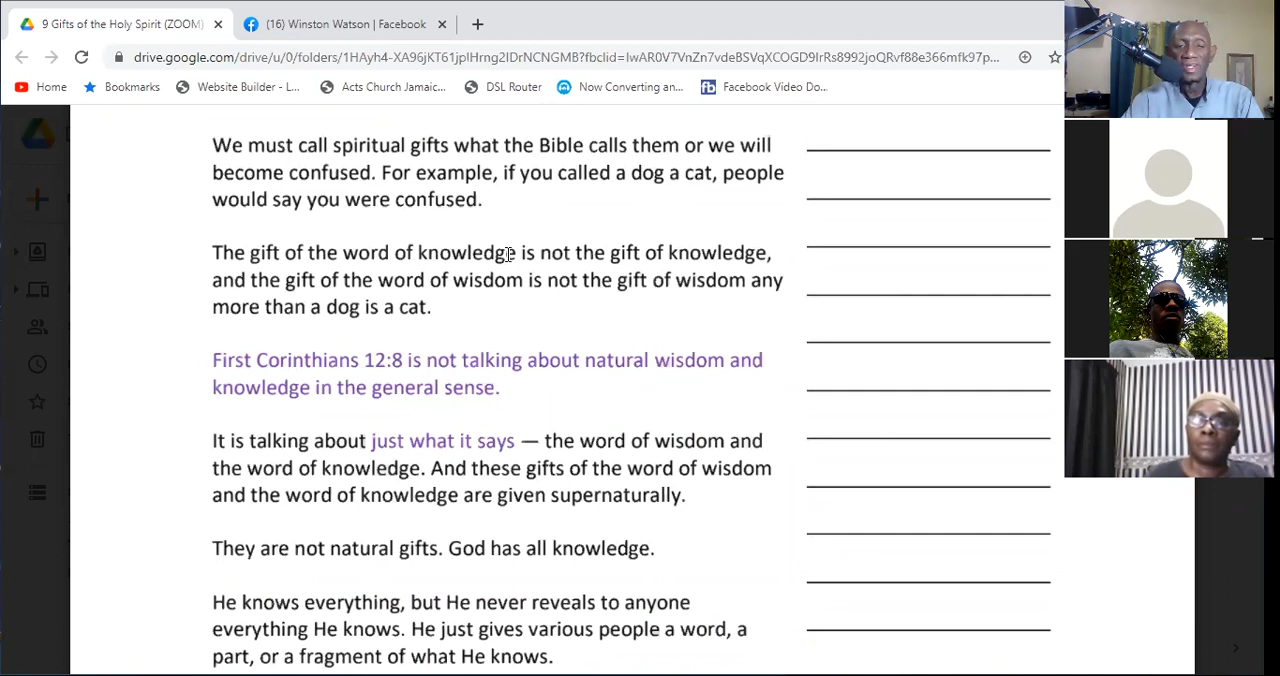 9 Gifts of the Holy Spirit (ZOOM)
(16) Winston Watson | Facebook
drive.google.com/drive/u/0/folders/1HAyh4-XA96jKT61jplHrng2IDrNCNGMB?fbclid=IwAR0V7VnZn7vdeBSVqXCOGD9IrRs8992joQRvf88e366mfk97p...
Home Bookmarks Website Builder - L... Acts Church Jamaic... DSL Router Now Converting an... Facebook Video Do...
We must call spiritual gifts what the Bible calls them or we will
become confused. For example, if you called a dog a cat, people
would say you were confused.
The gift of the word of knowledge is not the gift of knowledge,
and the gift of the word of wisdom is not the gift of wisdom any
more than a dog is a cat.
First Corinthians 12:8 is not talking about natural wisdom and
knowledge in the general sense.
It is talking about just what it says — the word of wisdom and
the word of knowledge. And these gifts of the word of wisdom
and the word of knowledge are given supernaturally.
They are not natural gifts. God has all knowledge.
He knows everything, but He never reveals to anyone
everything He knows. He just gives various people a word, a
part, or a fragment of what He knows.